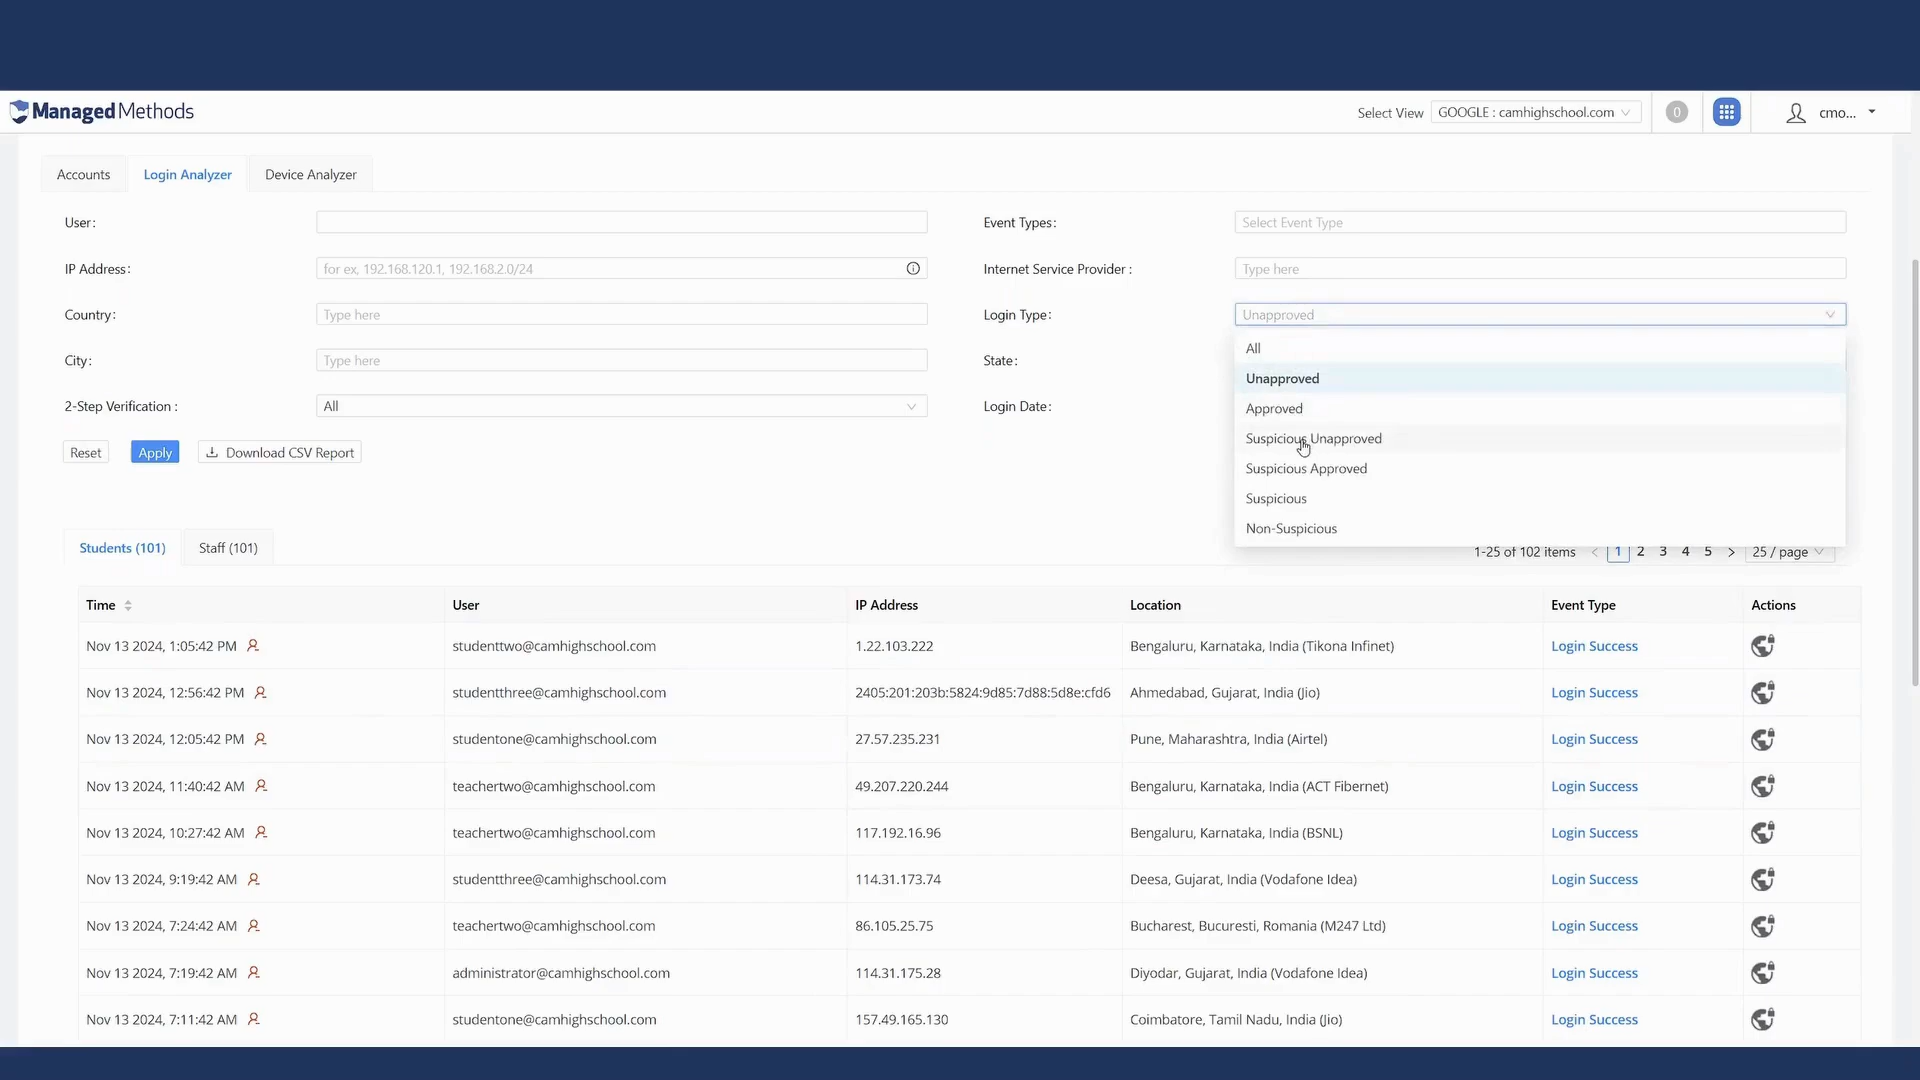 ManagedMethods
Select View GOOGLE : camhighschool.com 0 cmo...
Accounts Login Analyzer Device Analyzer
User: Event Types: Select Event Type
IP Address: for ex, 192.168.120.1, 192.168.2.0/24 Internet Service Provider : Type here
Country: Type here Login Type: Unapproved
All
Unapproved
Approved
Suspicious Unapproved
Suspicious Approved
Suspicious
Non-Suspicious
City: Type here State:
2-Step Verification : All Login Date:
Reset Apply Download CSV Report
Students (101) Staff (101)
1-25 of 102 items < 1 2 3 4 5 > 25 / page
Time User IP Address Location Event Type Actions
Nov 13 2024, 1:05:42 PM studenttwo@camhighschool.com 1.22.103.222 Bengaluru, Karnataka, India (Tikona Infinet) Login Success
Nov 13 2024, 12:56:42 PM studentthree@camhighschool.com 2405:201:203b:5824:9d85:7d88:5d8e:cfd6 Ahmedabad, Gujarat, India (Jio) Login Success
Nov 13 2024, 12:05:42 PM studentone@camhighschool.com 27.57.235.231 Pune, Maharashtra, India (Airtel) Login Success
Nov 13 2024, 11:40:42 AM teachertwo@camhighschool.com 49.207.220.244 Bengaluru, Karnataka, India (ACT Fibernet) Login Success
Nov 13 2024, 10:27:42 AM teachertwo@camhighschool.com 117.192.16.96 Bengaluru, Karnataka, India (BSNL) Login Success
Nov 13 2024, 9:19:42 AM studentthree@camhighschool.com 114.31.173.74 Deesa, Gujarat, India (Vodafone Idea) Login Success
Nov 13 2024, 7:24:42 AM teachertwo@camhighschool.com 86.105.25.75 Bucharest, Bucuresti, Romania (M247 Ltd) Login Success
Nov 13 2024, 7:19:42 AM administrator@camhighschool.com 114.31.175.28 Diyodar, Gujarat, India (Vodafone Idea) Login Success
Nov 13 2024, 7:11:42 AM studentone@camhighschool.com 157.49.165.130 Coimbatore, Tamil Nadu, India (Jio) Login Success